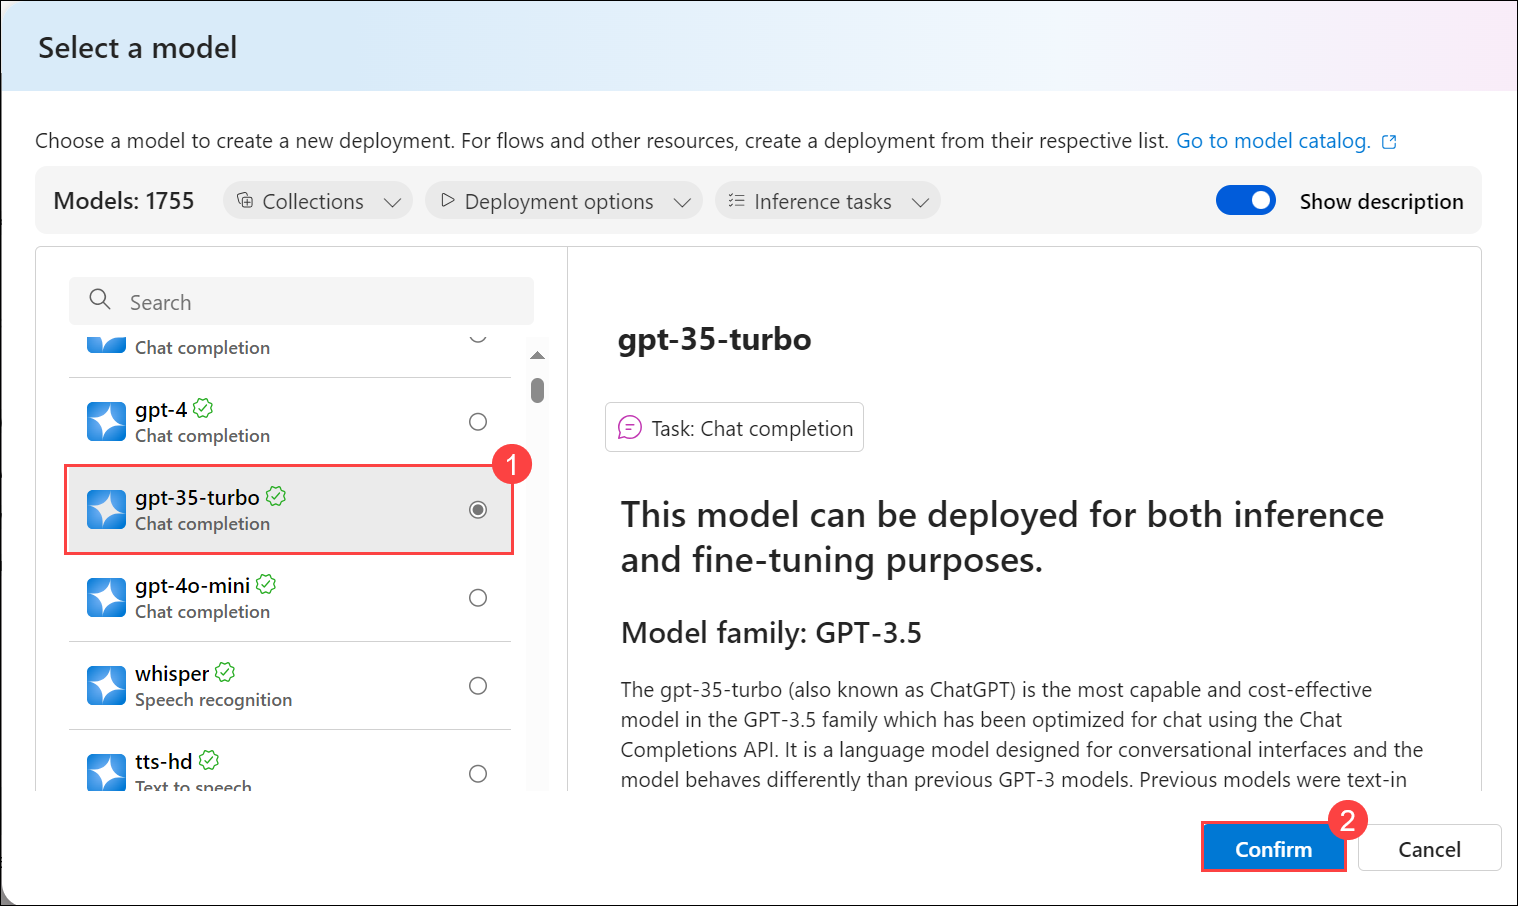 Select a model
Choose a model to create a new deployment. For flows and other resources, create a deployment from their respective list. Go to model catalog.
Models: 1755
Collections
Deployment options
Inference tasks
Show description
Search
Chat completion
gpt-4
Chat completion
1
gpt-35-turbo
Chat completion
gpt-4o-mini
Chat completion
whisper
Speech recognition
tts-hd
Text to speech
gpt-35-turbo
Task: Chat completion
This model can be deployed for both inference
and fine-tuning purposes.
Model family: GPT-3.5
The gpt-35-turbo (also known as ChatGPT) is the most capable and cost-effective
model in the GPT-3.5 family which has been optimized for chat using the Chat
Completions API. It is a language model designed for conversational interfaces and the
model behaves differently than previous GPT-3 models. Previous models were text-in
2
Confirm
Cancel